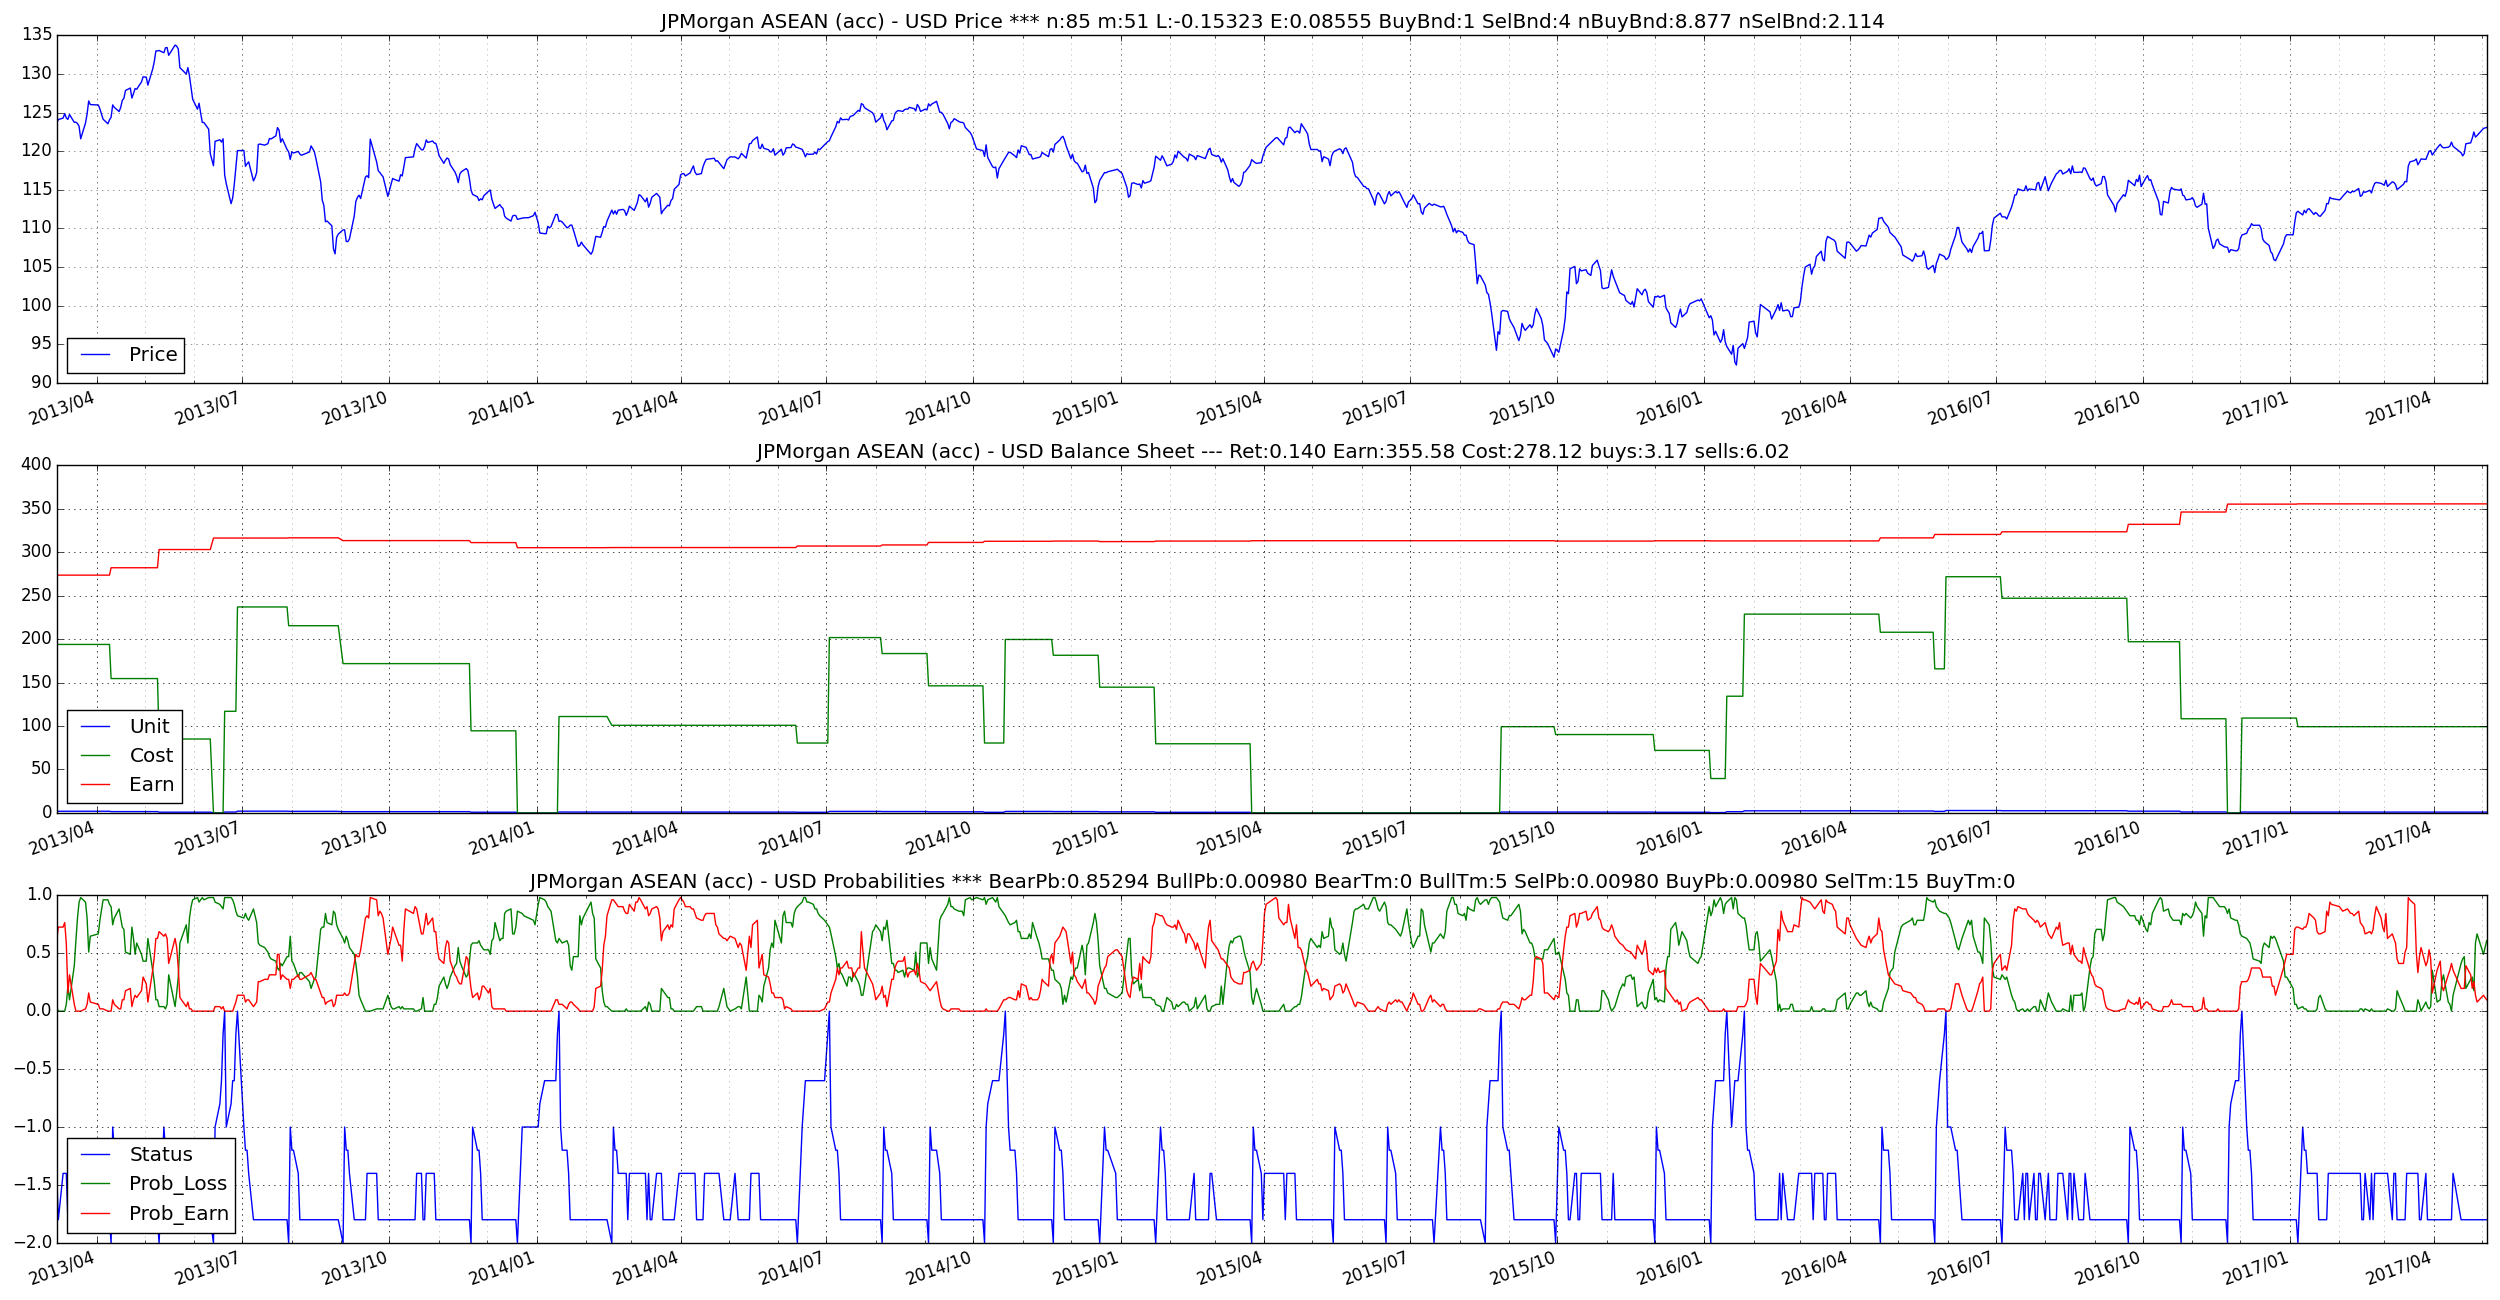 JPMorgan ASEAN (acc) - USD Price *** n:85 m:51 L:-0.15323 E:0.08555 BuyBnd:1 SelBnd:4 nBuyBnd:8.877 nSelBnd:2.114
135
130
125
120
115
110
105
100
95
90
Price
2013/04 2013/07 2013/10 2014/01 2014/04 2014/07 2014/10 2015/01 2015/04 2015/07 2015/10 2016/01 2016/04 2016/07 2016/10 2017/01 2017/04
JPMorgan ASEAN (acc) - USD Balance Sheet --- Ret:0.140 Earn:355.58 Cost:278.12 buys:3.17 sells:6.02
400
350
300
250
200
150
100
50
0
Unit
Cost
Earn
2013/04 2013/07 2013/10 2014/01 2014/04 2014/07 2014/10 2015/01 2015/04 2015/07 2015/10 2016/01 2016/04 2016/07 2016/10 2017/01 2017/04
JPMorgan ASEAN (acc) - USD Probabilities *** BearPb:0.85294 BullPb:0.00980 BearTm:0 BullTm:5 SelPb:0.00980 BuyPb:0.00980 SelTm:15 BuyTm:0
1.0
0.5
0.0
−0.5
−1.0
−1.5
−2.0
Status
Prob_Loss
Prob_Earn
2013/04 2013/07 2013/10 2014/01 2014/04 2014/07 2014/10 2015/01 2015/04 2015/07 2015/10 2016/01 2016/04 2016/07 2016/10 2017/01 2017/04